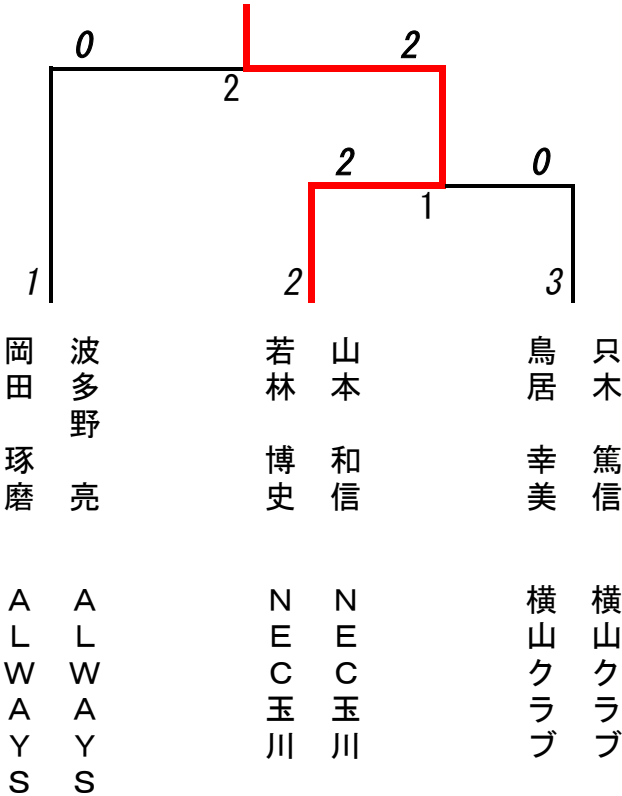 0 2
2
2 0
1
1 2 3
岡田 琢磨
波多野 亮
若林 博史
山本 和信
鳥居 幸美
只木 篤信
ＡＬＷＡＹＳ
ＡＬＷＡＹＳ
ＮＥＣ玉川
ＮＥＣ玉川
横山クラブ
横山クラブ